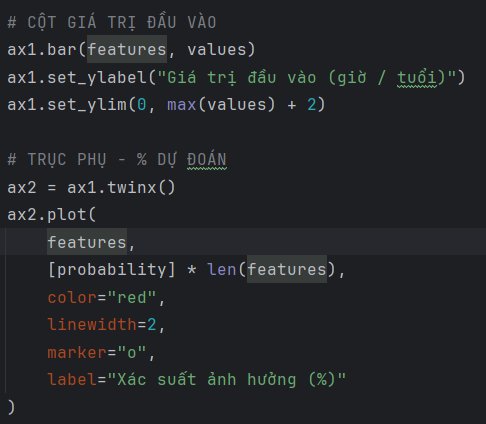 # CỘT GIÁ TRỊ ĐẦU VÀO
ax1.bar(features, values)
ax1.set_ylabel("Giá trị đầu vào (giờ / tuổi)")
ax1.set_ylim(0, max(values) + 2)
# TRỤC PHỤ - % DỰ ĐOÁN
ax2 = ax1.twinx()
ax2.plot(
    features,
    [probability] * len(features),
    color="red",
    linewidth=2,
    marker="o",
    label="Xác suất ảnh hưởng (%)"
)